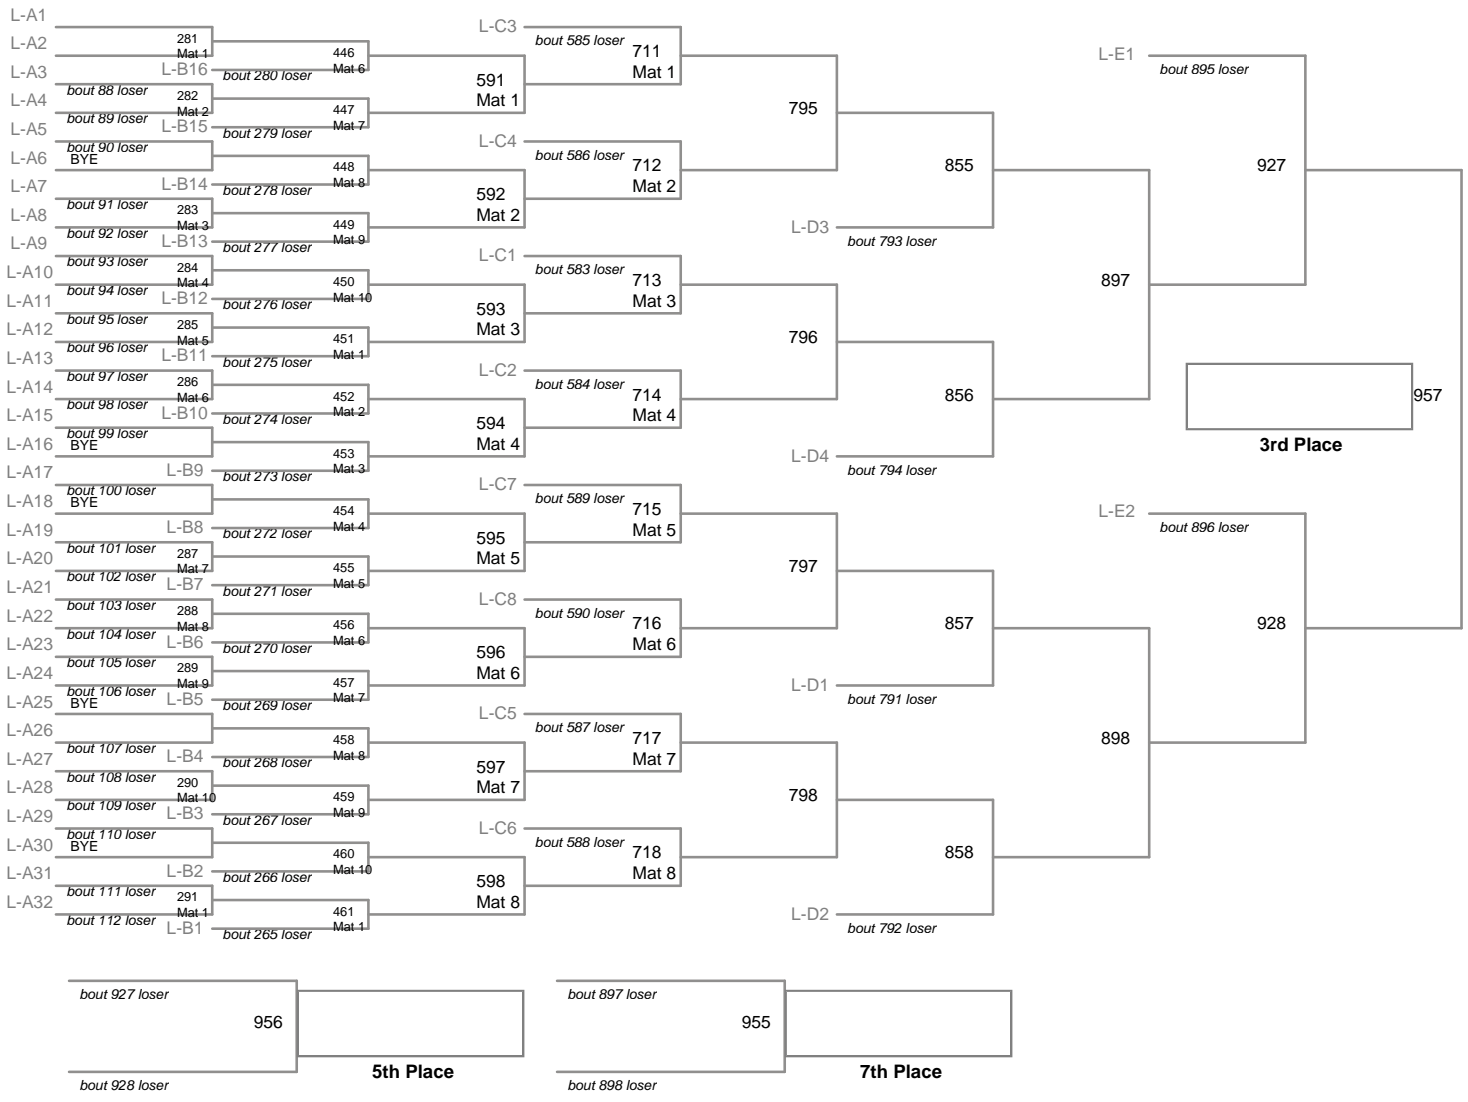 L-A1
L-A2
L-A3
bout 88 loser
L-A4
bout 89 loser
L-A5
bout 90 loser
L-A6
BYE
L-A7
bout 91 loser
L-A8
bout 92 loser
L-A9
bout 93 loser
L-A10
bout 94 loser
L-A11
bout 95 loser
L-A12
bout 96 loser
L-A13
bout 97 loser
L-A14
bout 98 loser
L-A15
bout 99 loser
L-A16
BYE
L-A17
bout 100 loser
L-A18
BYE
L-A19
bout 101 loser
L-A20
bout 102 loser
L-A21
bout 103 loser
L-A22
bout 104 loser
L-A23
bout 105 loser
L-A24
bout 106 loser
L-A25
BYE
L-A26
bout 107 loser
L-A27
bout 108 loser
L-A28
bout 109 loser
L-A29
bout 110 loser
L-A30
BYE
L-A31
bout 111 loser
L-A32
bout 112 loser
281
Mat 1
L-B16
bout 280 loser
282
Mat 2
L-B15
bout 279 loser
L-B14
bout 278 loser
283
Mat 3
L-B13
bout 277 loser
284
Mat 4
L-B12
bout 276 loser
285
Mat 5
L-B11
bout 275 loser
286
Mat 6
L-B10
bout 274 loser
L-B9
bout 273 loser
L-B8
bout 272 loser
287
Mat 7
L-B7
bout 271 loser
288
Mat 8
L-B6
bout 270 loser
289
Mat 9
L-B5
bout 269 loser
L-B4
bout 268 loser
290
Mat 10
L-B3
bout 267 loser
L-B2
bout 266 loser
291
Mat 1
L-B1
bout 265 loser
446
Mat 6
447
Mat 7
448
Mat 8
449
Mat 9
450
Mat 10
451
Mat 1
452
Mat 2
453
Mat 3
454
Mat 4
455
Mat 5
456
Mat 6
457
Mat 7
458
Mat 8
459
Mat 9
460
Mat 10
461
Mat 1
591
Mat 1
592
Mat 2
593
Mat 3
594
Mat 4
595
Mat 5
596
Mat 6
597
Mat 7
598
Mat 8
L-C3
bout 585 loser
711
Mat 1
L-C4
bout 586 loser
712
Mat 2
L-C1
bout 583 loser
713
Mat 3
L-C2
bout 584 loser
714
Mat 4
L-C7
bout 589 loser
715
Mat 5
L-C8
bout 590 loser
716
Mat 6
L-C5
bout 587 loser
717
Mat 7
L-C6
bout 588 loser
718
Mat 8
795
L-D3
bout 793 loser
796
L-D4
bout 794 loser
797
L-D1
bout 791 loser
798
L-D2
bout 792 loser
855
856
857
858
L-E1
bout 895 loser
897
L-E2
bout 896 loser
898
927
928
957
3rd Place
bout 927 loser
956
bout 928 loser
5th Place
bout 897 loser
955
bout 898 loser
7th Place